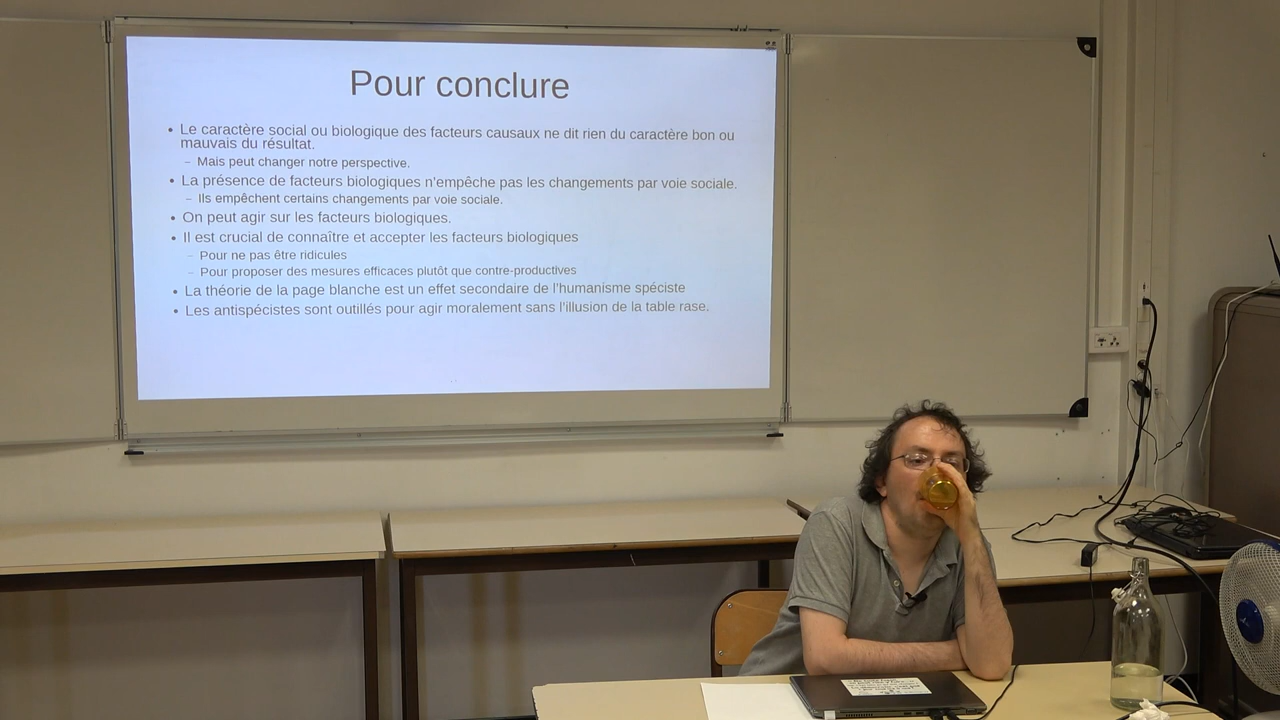 Pour conclure
• Le caractère social ou biologique des facteurs causaux ne dit rien du caractère bon ou
mauvais du résultat.
– Mais peut changer notre perspective.
• La présence de facteurs biologiques n'empêche pas les changements par voie sociale.
– Ils empêchent certains changements par voie sociale.
• On peut agir sur les facteurs biologiques.
• Il est crucial de connaître et accepter les facteurs biologiques
– Pour ne pas être ridicules
– Pour proposer des mesures efficaces plutôt que contre-productives
• La théorie de la page blanche est un effet secondaire de l'humanisme spéciste
• Les antispécistes sont outillés pour agir moralement sans l'illusion de la table rase.